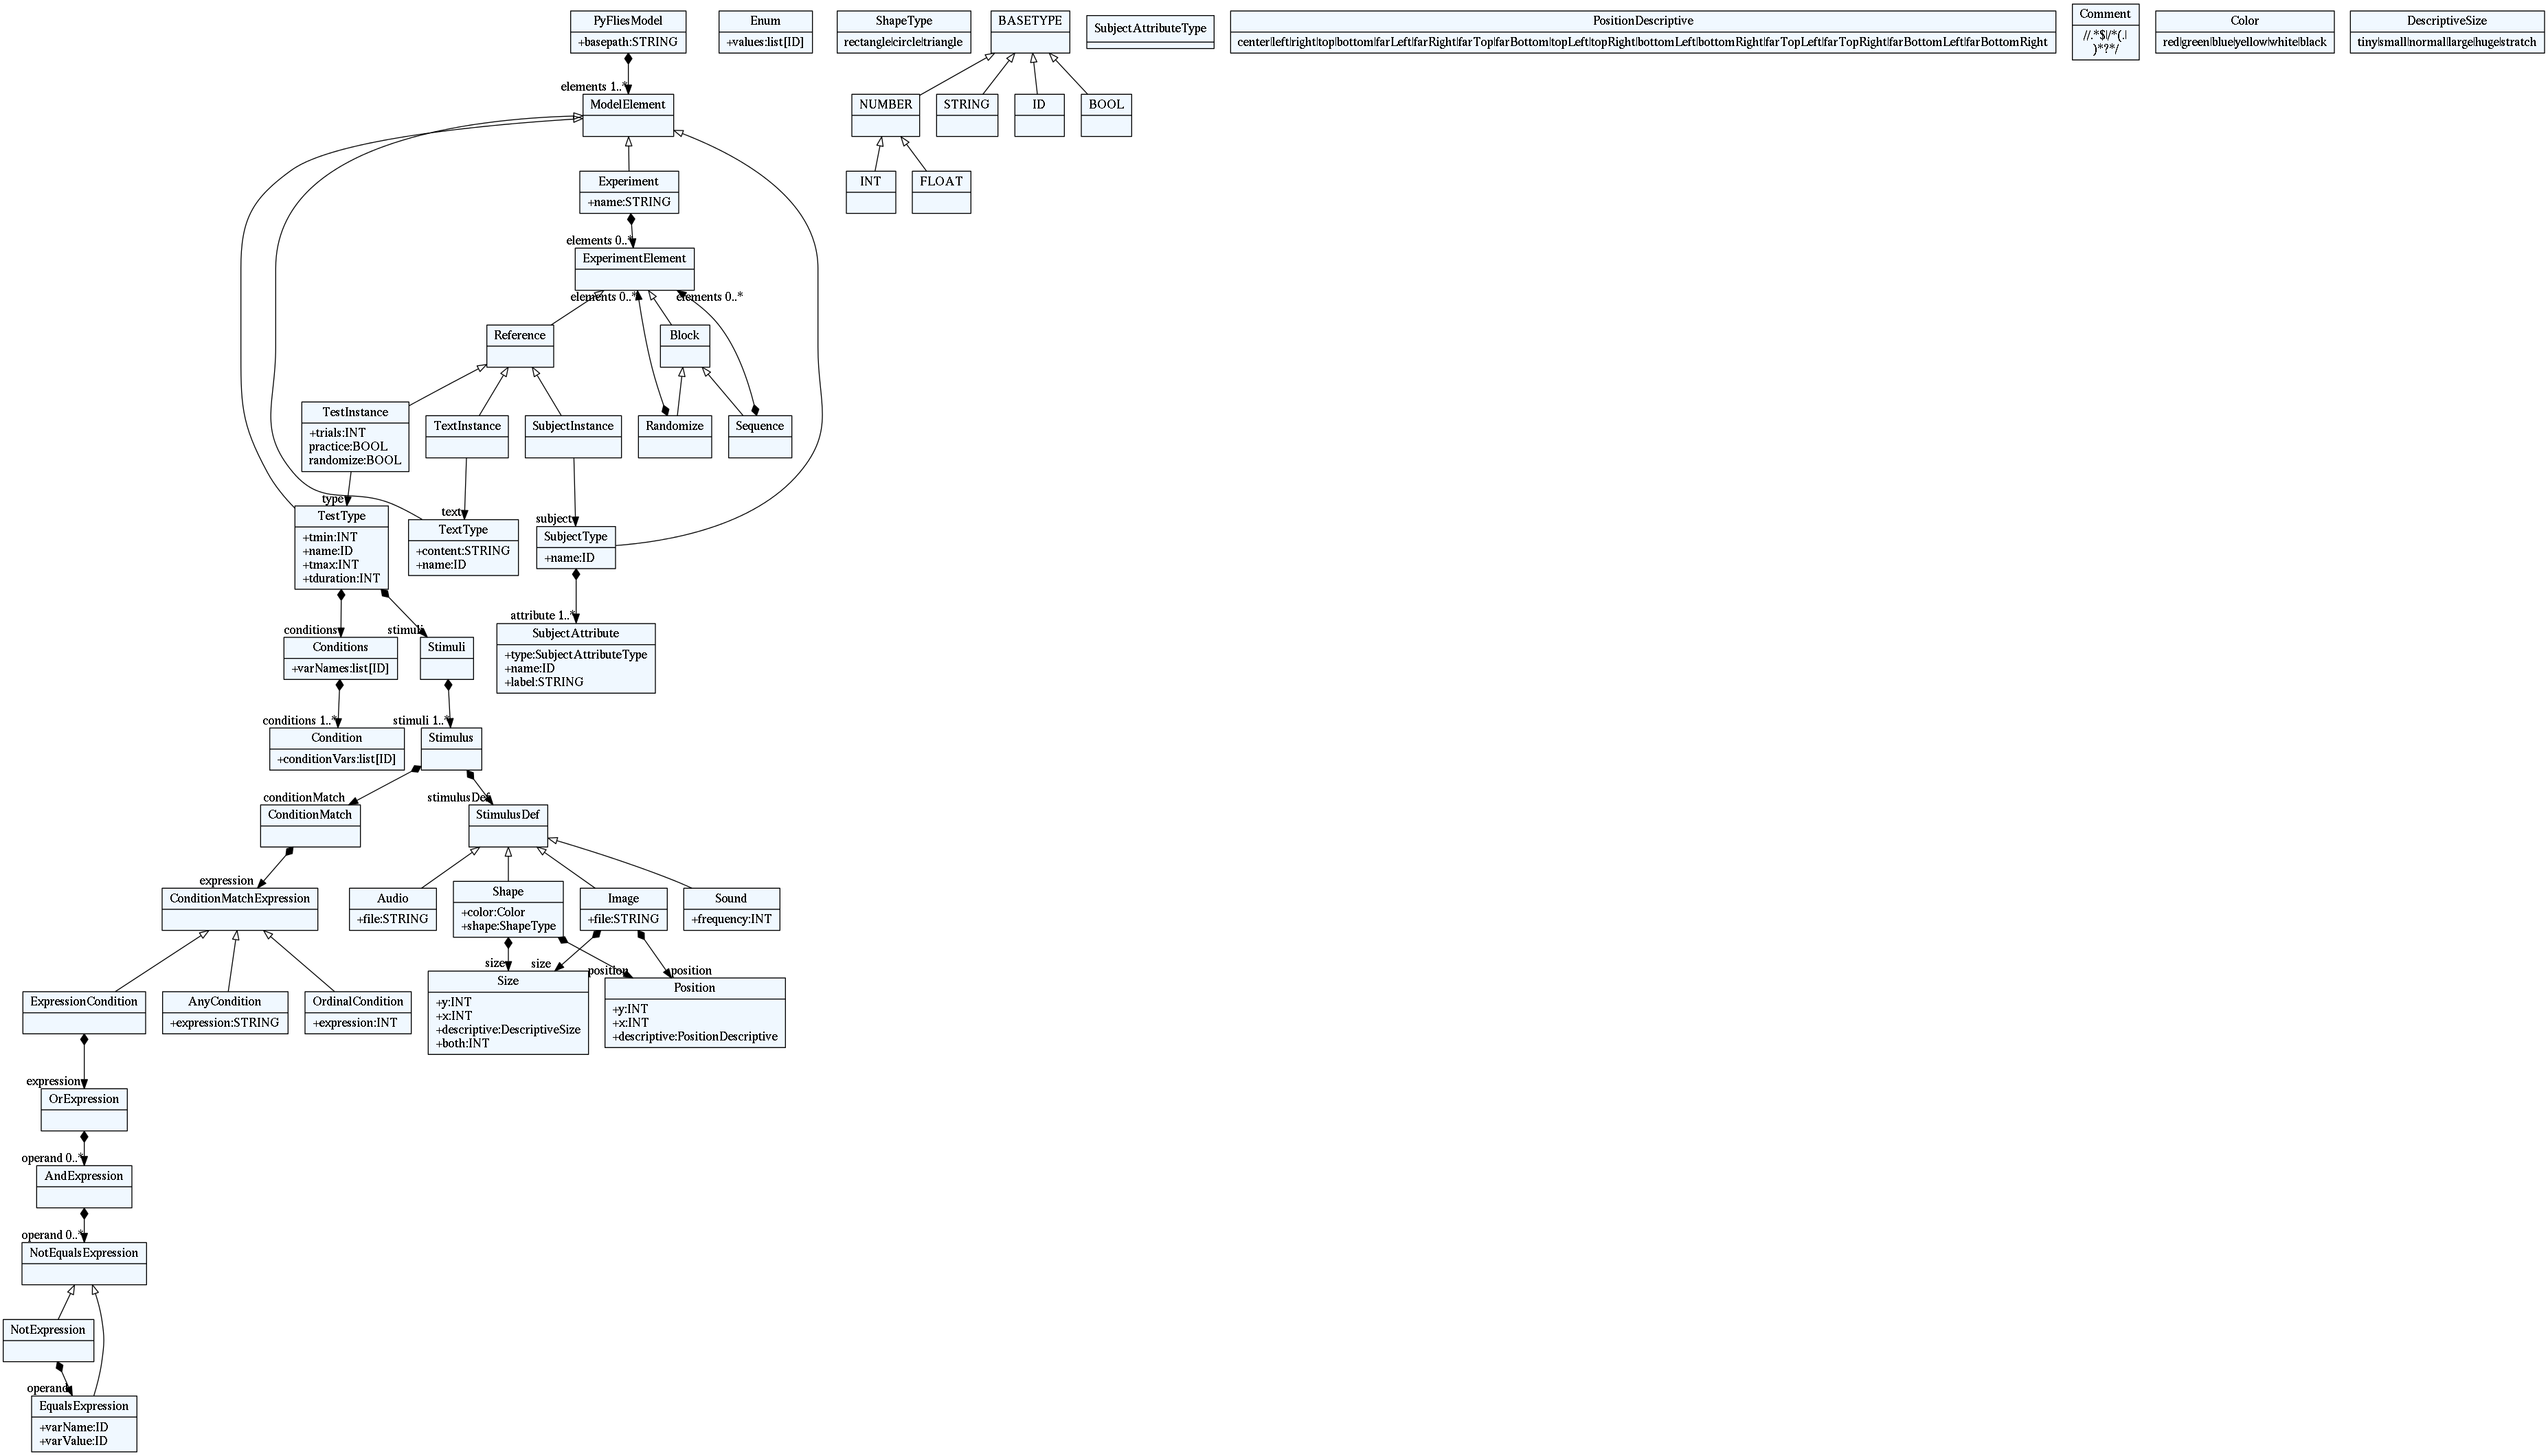 PyFliesModel
+basepath:STRING
Enum
+values:list[ID]
ShapeType
rectangle|circle|triangle
BASETYPE
SubjectAttributeType
PositionDescriptive
center|left|right|top|bottom|farLeft|farRight|farTop|farBottom|topLeft|topRight|bottomLeft|bottomRight|farTopLeft|farTopRight|farBottomLeft|farBottomRight
Comment
//.*$|/*(.|
)*?*/
Color
red|green|blue|yellow|white|black
DescriptiveSize
tiny|small|normal|large|huge|stratch
elements 1..*
ModelElement
NUMBER
STRING
ID
BOOL
INT
FLOAT
Experiment
+name:STRING
elements 0..*
ExperimentElement
elements 0..*
elements 0..*
Reference
Block
TestInstance
+trials:INT
practice:BOOL
randomize:BOOL
TextInstance
SubjectInstance
Randomize
Sequence
type
TestType
+tmin:INT
+name:ID
+tmax:INT
+tduration:INT
text
TextType
+content:STRING
+name:ID
subject
SubjectType
+name:ID
attribute 1..*
SubjectAttribute
+type:SubjectAttributeType
+name:ID
+label:STRING
conditions
Conditions
+varNames:list[ID]
stimuli
Stimuli
conditions 1..*
Condition
+conditionVars:list[ID]
stimuli 1..*
Stimulus
conditionMatch
ConditionMatch
stimulusDef
StimulusDef
expression
ConditionMatchExpression
Audio
+file:STRING
Shape
+color:Color
+shape:ShapeType
Image
+file:STRING
Sound
+frequency:INT
size
size
position
position
ExpressionCondition
AnyCondition
+expression:STRING
OrdinalCondition
+expression:INT
Size
+y:INT
+x:INT
+descriptive:DescriptiveSize
+both:INT
Position
+y:INT
+x:INT
+descriptive:PositionDescriptive
expression
OrExpression
operand 0..*
AndExpression
operand 0..*
NotEqualsExpression
NotExpression
operand
EqualsExpression
+varName:ID
+varValue:ID